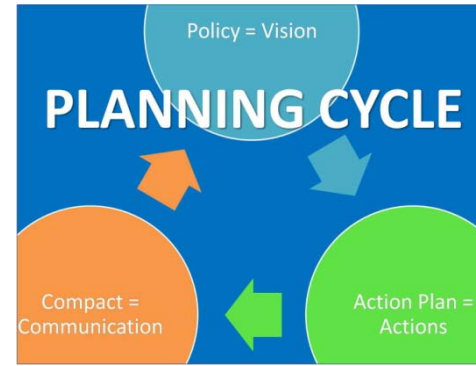 Policy = Vision
PLANNING CYCLE
Compact =
Communication
Action Plan =
Actions